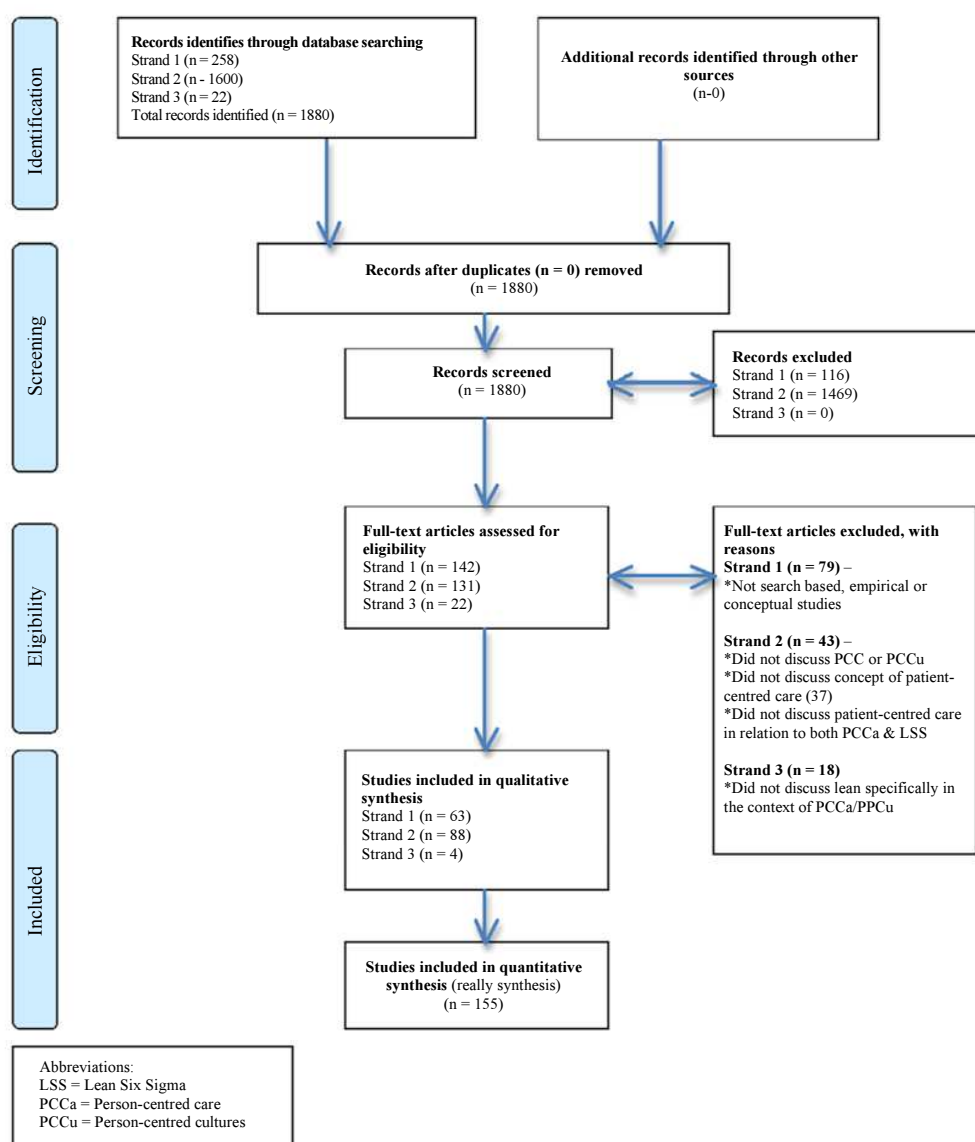 Identification
Records identifies through database searching
Strand 1 (n = 258)
Strand 2 (n - 1600)
Strand 3 (n = 22)
Total records identified (n = 1880)
Additional records identified through other
sources
(n-0)
Screening
Records after duplicates (n = 0) removed
(n = 1880)
Records screened
(n = 1880)
Records excluded
Strand 1 (n = 116)
Strand 2 (n = 1469)
Strand 3 (n = 0)
Eligibility
Full-text articles assessed for
eligibility
Strand 1 (n = 142)
Strand 2 (n = 131)
Strand 3 (n = 22)
Full-text articles excluded, with
reasons
Strand 1 (n = 79) –
*Not search based, empirical or
conceptual studies
Strand 2 (n = 43) –
*Did not discuss PCC or PCCu
*Did not discuss concept of patient-
centred care (37)
*Did not discuss patient-centred care
in relation to both PCCa & LSS
Strand 3 (n = 18)
*Did not discuss lean specifically in
the context of PCCa/PPCu
Included
Studies included in qualitative
synthesis
Strand 1 (n = 63)
Strand 2 (n = 88)
Strand 3 (n = 4)
Studies included in quantitative
synthesis (really synthesis)
(n = 155)
Abbreviations:
LSS = Lean Six Sigma
PCCa = Person-centred care
PCCu = Person-centred cultures